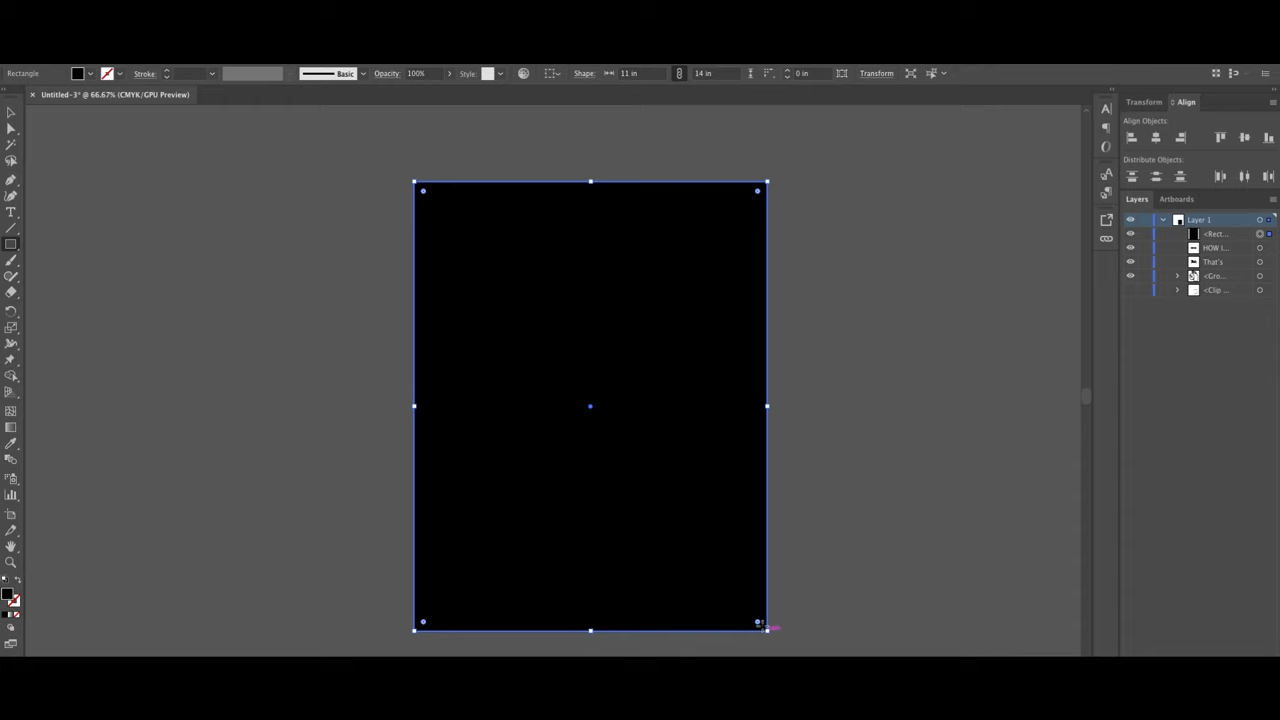 Rectangle Stroke: Basic Opacity: 100% Style: Shape: 11 in 14 in 0 in Transform
Untitled-3* @ 66.67% (CMYK/GPU Preview)
Transform Align
Align Objects:
Distribute Objects:
Layers Artboards
Layer 1
<Rect...
HOW I...
That's
<Gro...
<Clip ...